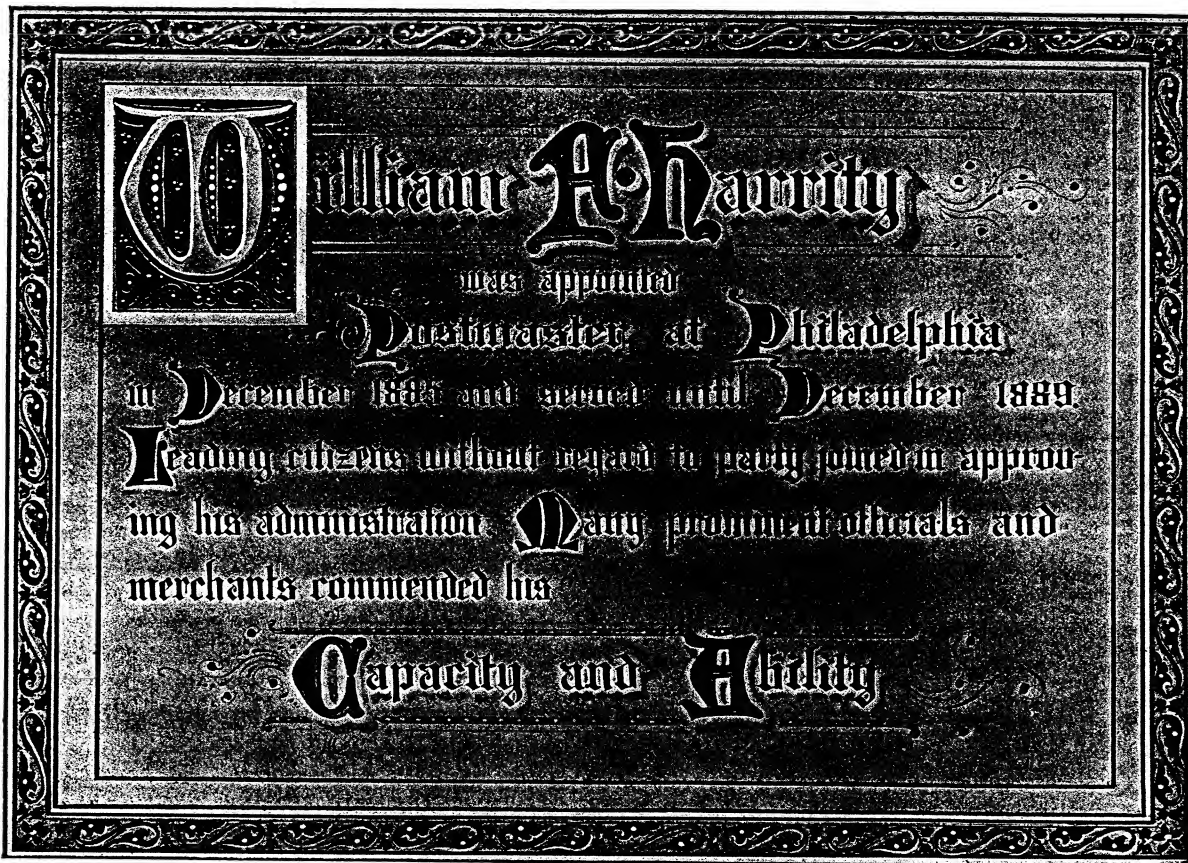 William F. Harrity
was appointed
Postmaster at Philadelphia
in December 1885 and served until December 1889.
Leading citizens without regard to party joined in approv-
ing his administration Many prominent officials and
merchants commended his
Capacity and Ability